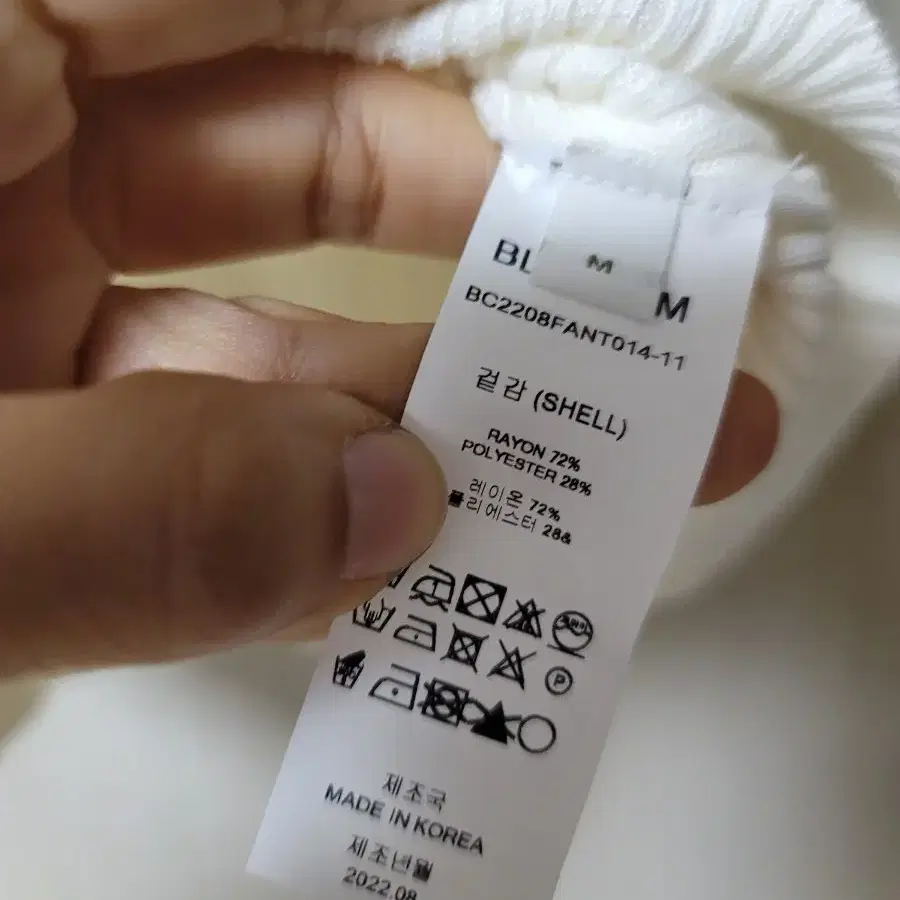 M
BL M
BC2208FANT014-11
겉감 (SHELL)
RAYON 72%
POLYESTER 28%
레이온 72%
폴리에스터 28&
P
제조국
MADE IN KOREA
제조년월
2022.08